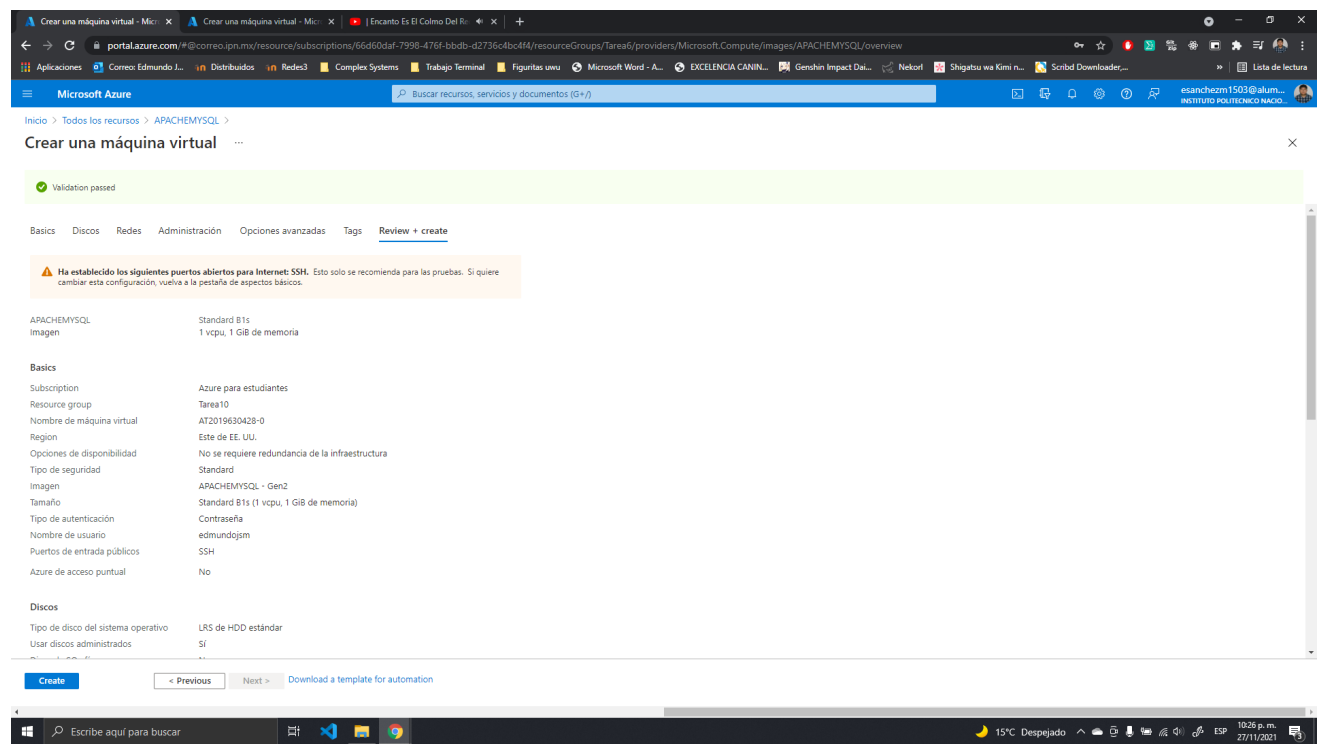 Crear una máquina virtual - Micr
Crear una máquina virtual - Micr
| Encanto Es El Colmo Del Re
portal.azure.com/#@correo.ipn.mx/resource/subscriptions/66d60daf-7998-476f-bbdb-d2736c4bc4f4/resourceGroups/Tarea6/providers/Microsoft.Compute/images/APACHEMYSQL/overview
Aplicaciones Correo: Edmundo J... Distribuidos Redes3 Complex Systems Trabajo Terminal Figuritas uwu Microsoft Word - A... EXCELENCIA CANIN... Genshin Impact Dai... Nekorl Shigatsu wa Kimi n... Scribd Downloader,... » Lista de lectura
Microsoft Azure
Buscar recursos, servicios y documentos (G+/)
esanchezm1503@alum...
INSTITUTO POLITECNICO NACIO...
Inicio > Todos los recursos > APACHEMYSQL >
Crear una máquina virtual ...
Validation passed
Basics Discos Redes Administración Opciones avanzadas Tags Review + create
Ha establecido los siguientes puertos abiertos para Internet: SSH. Esto solo se recomienda para las pruebas. Si quiere
cambiar esta configuración, vuelva a la pestaña de aspectos básicos.
APACHEMYSQL Standard B1s
Imagen 1 vcpu, 1 GiB de memoria
Basics
Subscription Azure para estudiantes
Resource group Tarea10
Nombre de máquina virtual AT2019630428-0
Region Este de EE. UU.
Opciones de disponibilidad No se requiere redundancia de la infraestructura
Tipo de seguridad Standard
Imagen APACHEMYSQL - Gen2
Tamaño Standard B1s (1 vcpu, 1 GiB de memoria)
Tipo de autenticación Contraseña
Nombre de usuario edmundojsm
Puertos de entrada públicos SSH
Azure de acceso puntual No
Discos
Tipo de disco del sistema operativo LRS de HDD estándar
Usar discos administrados Sí
Create < Previous Next > Download a template for automation
Escribe aquí para buscar
15°C Despejado
ESP
10:26 p. m.
27/11/2021
3